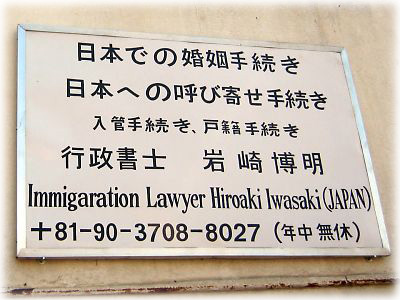 日本での婚姻手続き
日本への呼び寄せ手続き
入管手続き、戸籍手続き
行政書士 岩崎博明
Immigaration Lawyer Hiroaki Iwasaki(JAPAN)
+81-90-3708-8027 (年中無休)